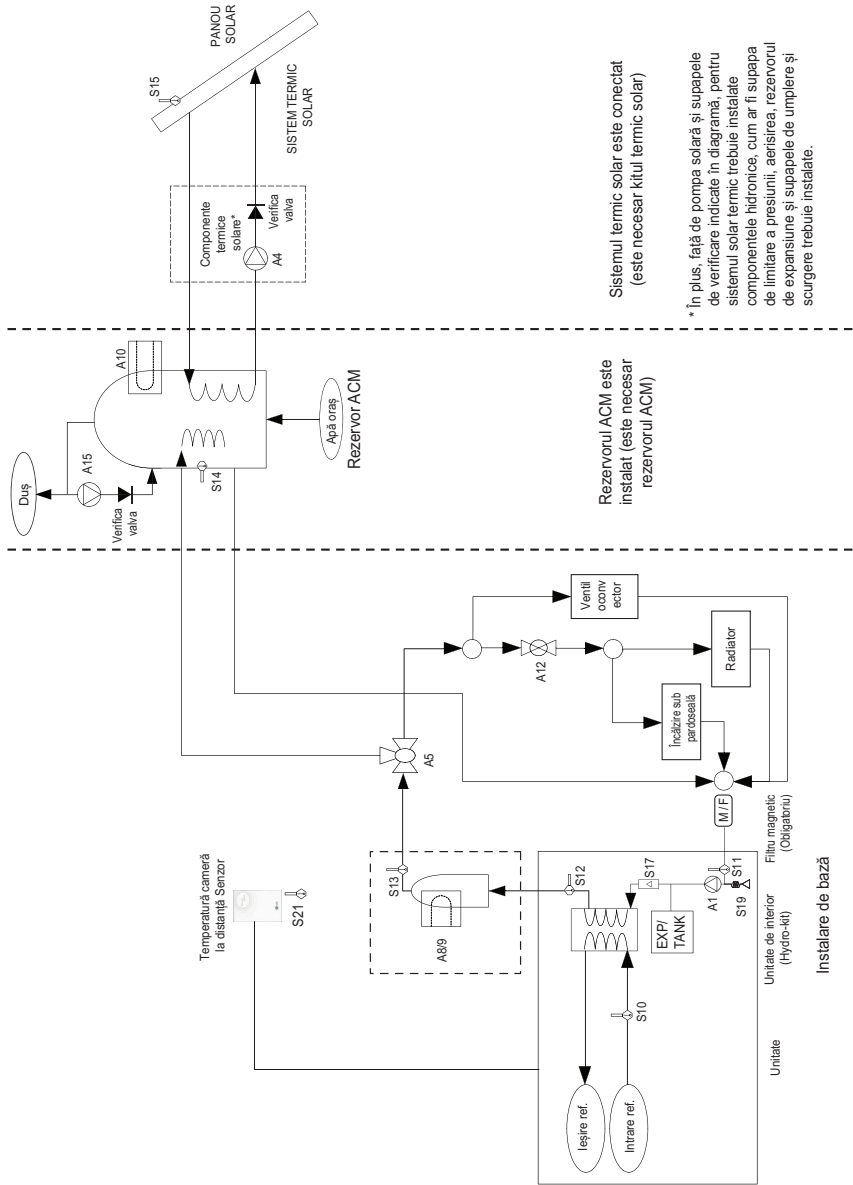 PANOU
SOLAR
S15
SISTEM TERMIC
SOLAR
Componente
termice
solare*
Verifica
valva
A4
Sistemul termic solar este conectat
(este necesar kitul termic solar)
* În plus, față de pompa solară și supapele
de verificare indicate în diagramă, pentru
sistemul solar termic trebuie instalate
componentele hidronice, cum ar fi supapa
de limitare a presiunii, aerisirea, rezervorul
de expansiune și supapele de umplere și
scurgere trebuie instalate.
Duș
A15
Verifica
valva
A10
S14
Apă oraș
Rezervor ACM
Rezervorul ACM este
instalat (este necesar
rezervorul ACM)
Temperatură cameră
la distanță Senzor
S21
A8/9
S13
A5
A12
Ventil
oconv
ector
Radiator
Încălzire sub
pardoseală
M / F
Filtru magnetic
(Obligatoriu)
S12
S17
S11
A1
S19
EXP/
TANK
S10
Ieșire ref.
Intrare ref.
Unitate
Unitate de interior
(Hydro-kit)
Instalare de bază